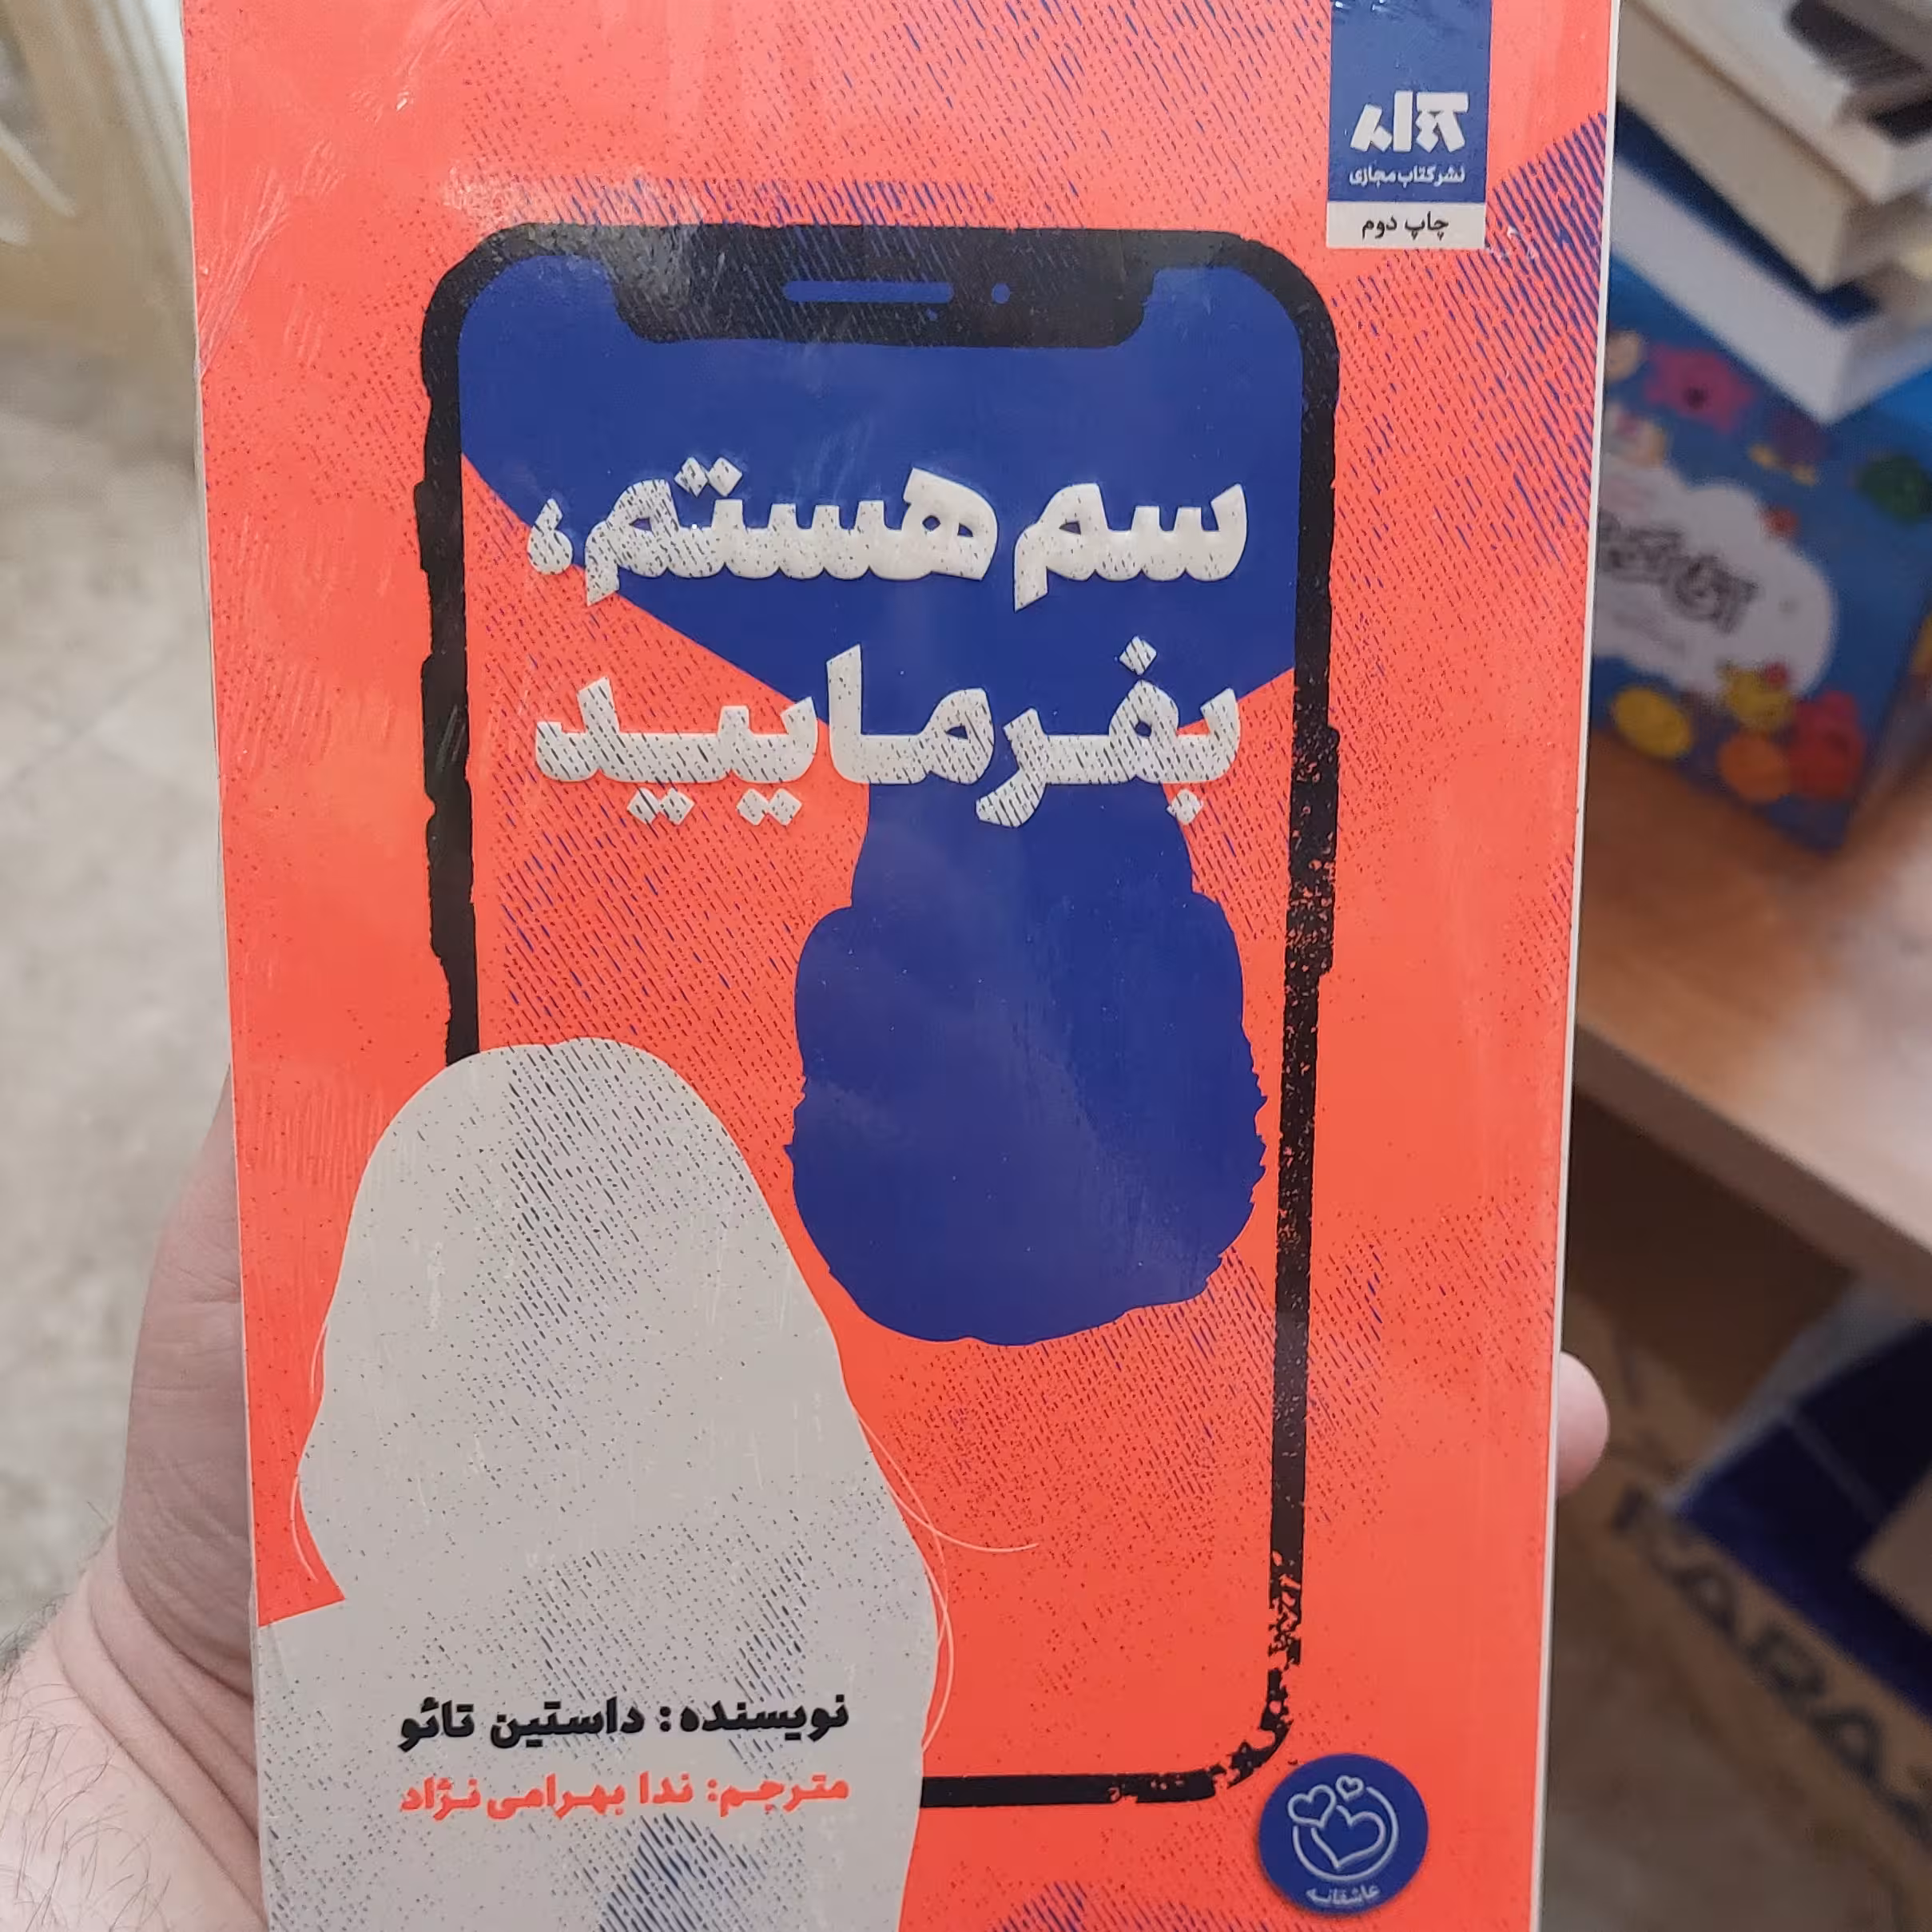 نشر کتاب مجازی
چاپ دوم
سم هستم،
بفرمایید
نویسنده: داستین تائو
مترجم: ندا بهرامی نژاد
عاشقانه